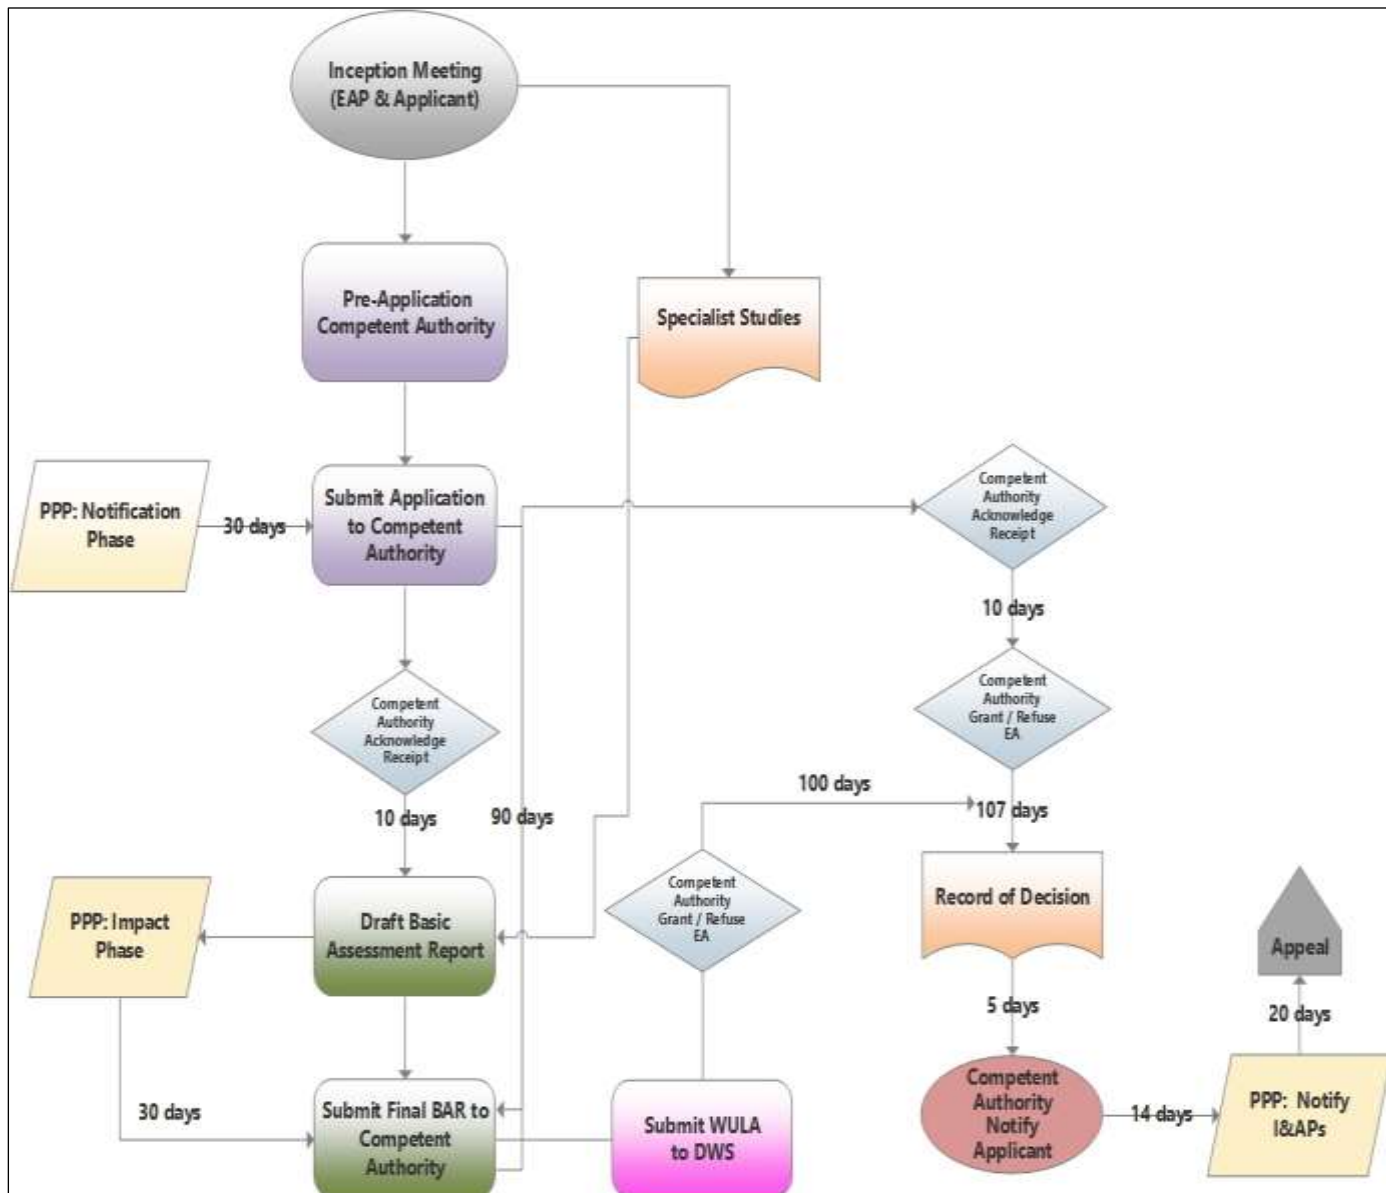 Inception Meeting
(EAP & Applicant)
Pre-Application
Competent Authority
Specialist Studies
PPP: Notification
Phase
30 days
Submit Application
to Competent
Authority
Competent
Authority
Acknowledge
Receipt
10 days
Competent
Authority
Grant / Refuse
EA
Competent
Authority
Acknowledge
Receipt
10 days
90 days
100 days
107 days
PPP: Impact
Phase
Draft Basic
Assessment Report
Competent
Authority
Grant / Refuse
EA
Record of Decision
Appeal
5 days
20 days
30 days
Submit Final BAR to
Competent
Authority
Submit WULA
to DWS
Competent
Authority
Notify
Applicant
14 days
PPP: Notify
I&APs